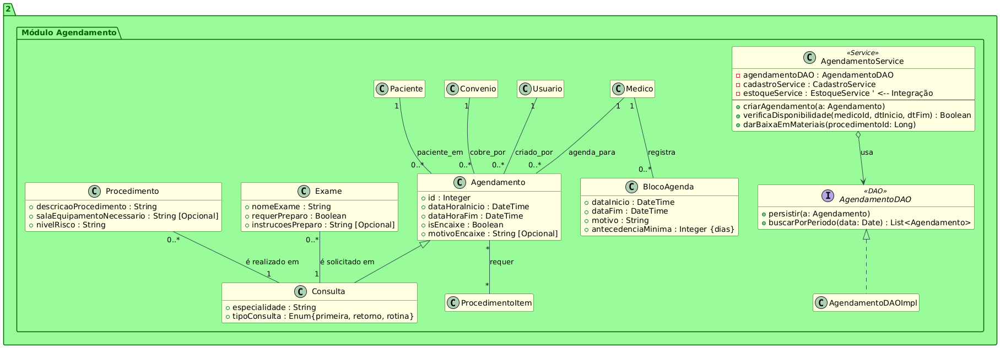 2
Módulo Agendamento
«Service»
C AgendamentoService
agendamentoDAO : AgendamentoDAO
cadastroService : CadastroService
estoqueService : EstoqueService ' <-- Integração
criarAgendamento(a: Agendamento)
verificaDisponibilidade(medicoId, dtInicio, dtFim) : Boolean
darBaixaEmMateriais(procedimentoId: Long)
C Paciente
C Convenio
C Usuario
C Medico
1
1
1
1
1
paciente_em
cobre_por
criado_por
agenda_para
registra
usa
0..*
0..*
0..*
0..*
0..*
C Procedimento
descricaoProcedimento : String
salaEquipamentoNecessario : String [Opcional]
nivelRisco : String
C Exame
nomeExame : String
requerPreparo : Boolean
instrucoesPreparo : String [Opcional]
C Agendamento
id : Integer
dataHoraInicio : DateTime
dataHoraFim : DateTime
isEncaixe : Boolean
motivoEncaixe : String [Opcional]
C BlocoAgenda
dataInicio : DateTime
dataFim : DateTime
motivo : String
antecedenciaMinima : Integer {dias}
«DAO»
I AgendamentoDAO
persistir(a: Agendamento)
buscarPorPeriodo(data: Date) : List<Agendamento>
0..*
0..*
*
é realizado em
é solicitado em
requer
1
1
*
C Consulta
especialidade : String
tipoConsulta : Enum{primeira, retorno, rotina}
C ProcedimentoItem
C AgendamentoDAOImpl